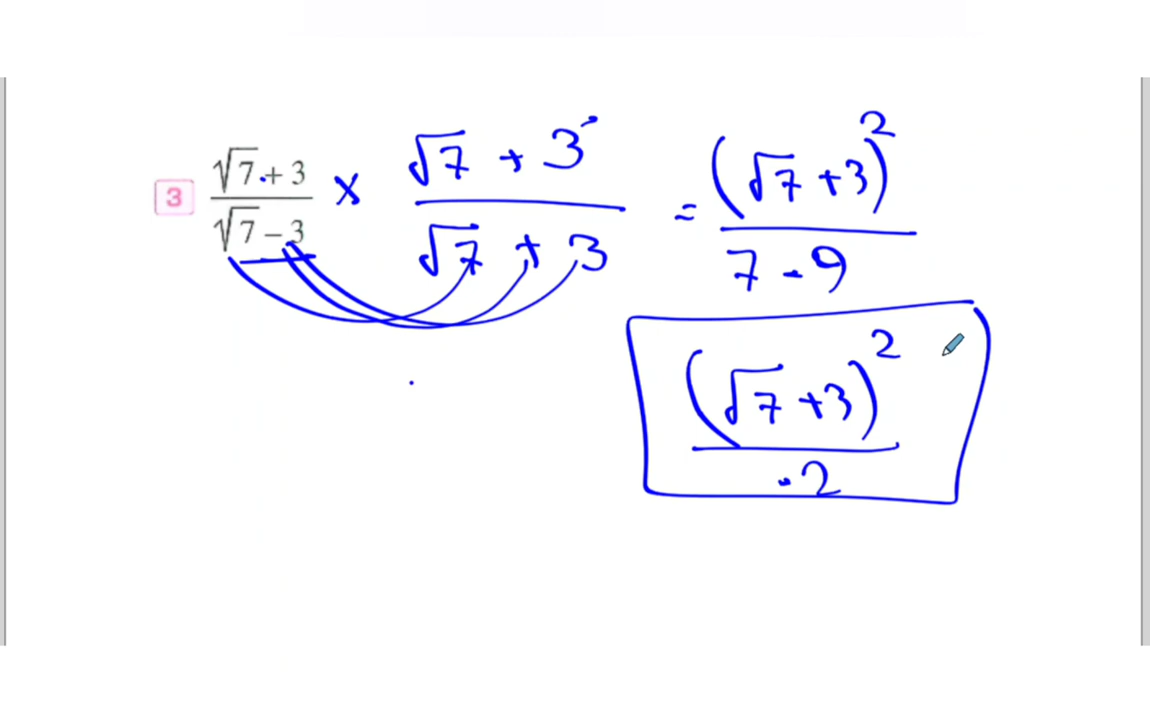 3 (√7 + 3)/(√7 − 3) × (√7 + 3)/(√7 + 3) = (√7 + 3)²/(7 - 9)
(√7 + 3)²/(-2)